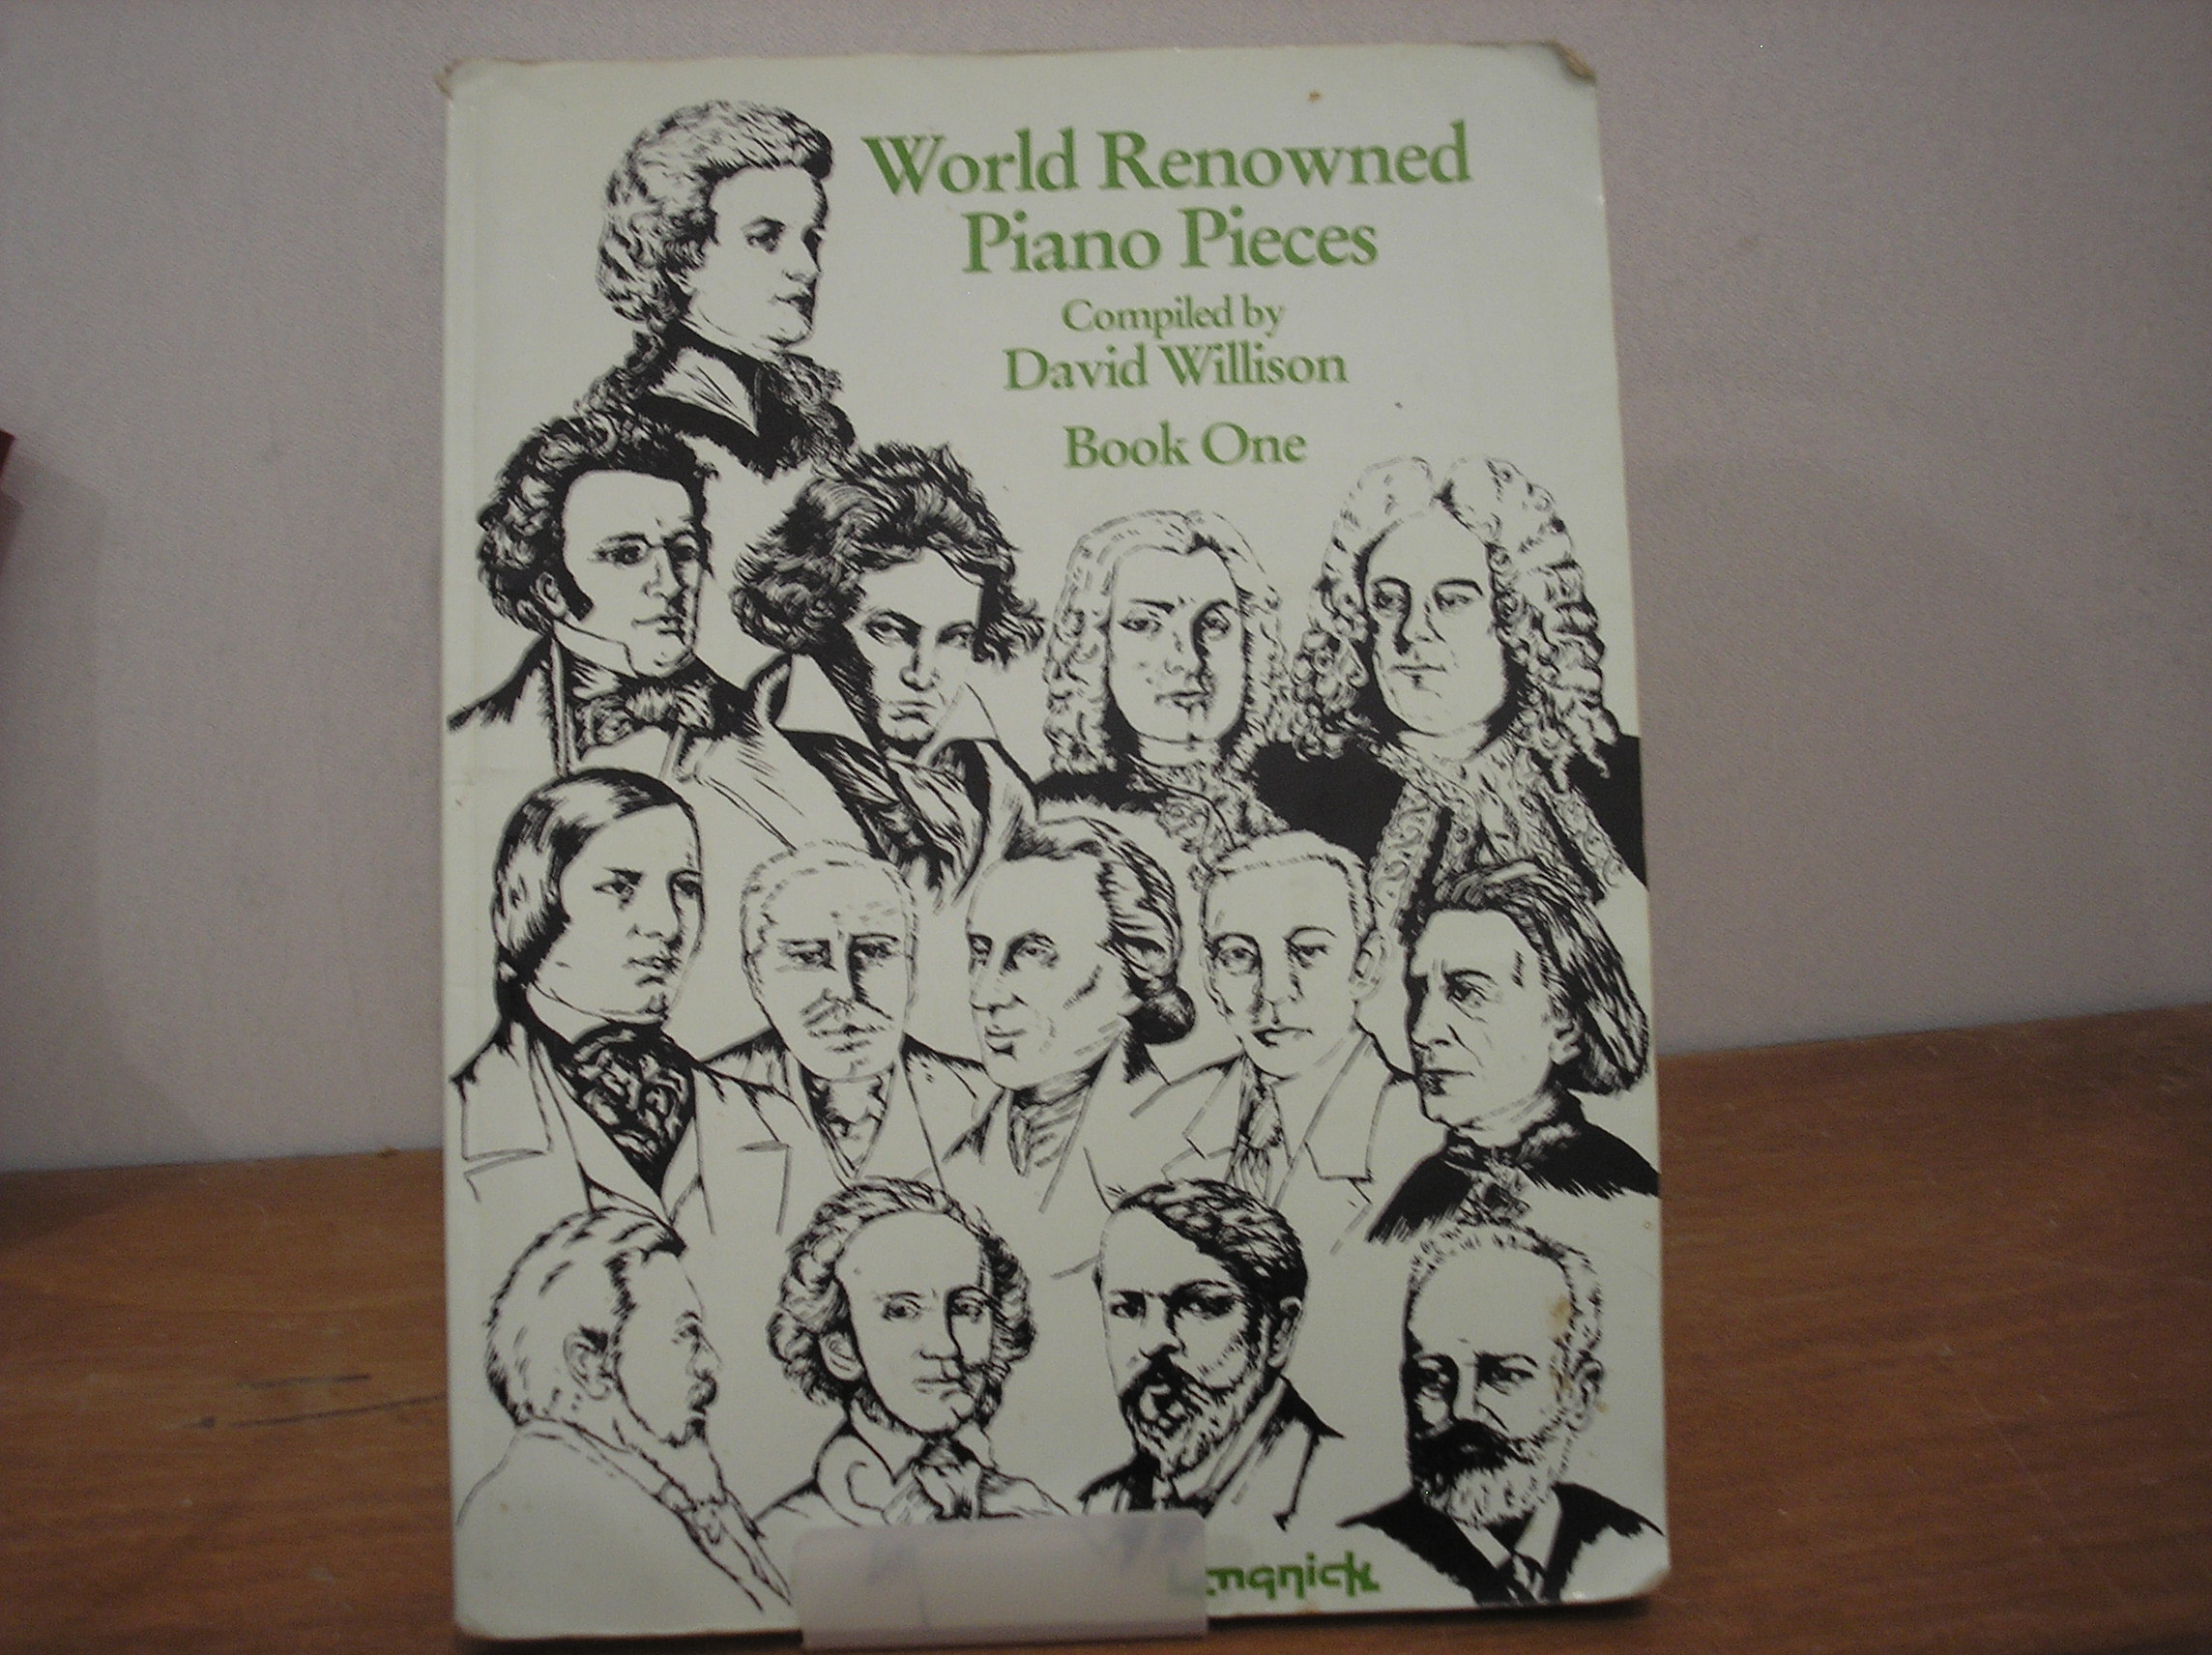 World Renowned
Piano Pieces
Compiled by
David Willison
Book One